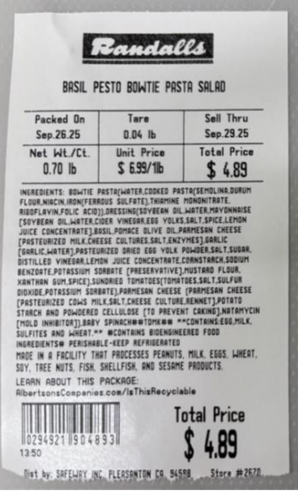 Randalls
BASIL PESTO BOWTIE PASTA SALAD
Packed On Tare Sell Thru
Sep.26.25 0.04 lb Sep.29.25
Net Wt./Ct. Unit Price Total Price
0.70 lb $ 6.99/lb $ 4.89
INGREDIENTS: BOWTIE PASTA(WATER,COOKED PASTA(SEMOLINA,DURUM
FLOUR,NIACIN,IRON(FERROUS SULFATE),THIAMINE MONONITRATE,
RIBOFLAVIN,FOLIC ACID)),DRESSING(SOYBEAN OIL,WATER,MAYONNAISE
(SOYBEAN OIL,WATER,CIDER VINEGAR,EGG YOLKS,SALT,SPICE,LEMON
JUICE CONCENTRATE),BASIL,POMACE OLIVE OIL,PARMESAN CHEESE
(PASTEURIZED MILK,CHEESE CULTURES,SALT,ENZYMES),GARLIC
(GARLIC,WATER),PASTEURIZED DRIED EGG YOLK POWDER,SALT,SUGAR,
DISTILLED VINEGAR,LEMON JUICE CONCENTRATE,CORNSTARCH,SODIUM
BENZOATE,POTASSIUM SORBATE (PRESERVATIVE),MUSTARD FLOUR,
XANTHAN GUM,SPICE),SUNDRIED TOMATOES(TOMATOES,SALT,SULFUR
DIOXIDE,POTASSIUM SORBATE),PARMESAN CHEESE (PARMESAN CHEESE
(PASTEURIZED COWS MILK,SALT,CHEESE CULTURE,RENNET),POTATO
STARCH AND POWDERED CELLULOSE [TO PREVENT CAKING],NATAMYCIN
[MOLD INHIBITOR]),BABY SPINACH **CONTAINS:EGG,MILK,
SULFITES AND WHEAT.** *CONTAINS BIOENGINEERED FOOD
INGREDIENTS* PERISHABLE-KEEP REFRIGERATED
MADE IN A FACILITY THAT PROCESSES PEANUTS, MILK, EGGS, WHEAT,
SOY, TREE NUTS, FISH, SHELLFISH, AND SESAME PRODUCTS.
LEARN ABOUT THIS PACKAGE:
AlbertsonsCompanies.com/IsThisRecyclable
0294921 904893
13:50
Total Price
$ 4.89
Dist by: SAFEWAY INC. PLEASANTON CA 94588 Store #2670